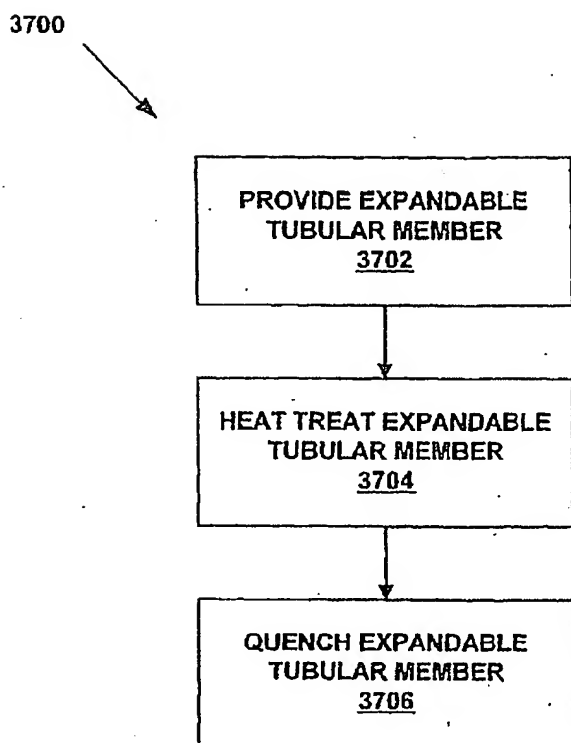 3700
PROVIDE EXPANDABLE
TUBULAR MEMBER
3702
HEAT TREAT EXPANDABLE
TUBULAR MEMBER
3704
QUENCH EXPANDABLE
TUBULAR MEMBER
3706